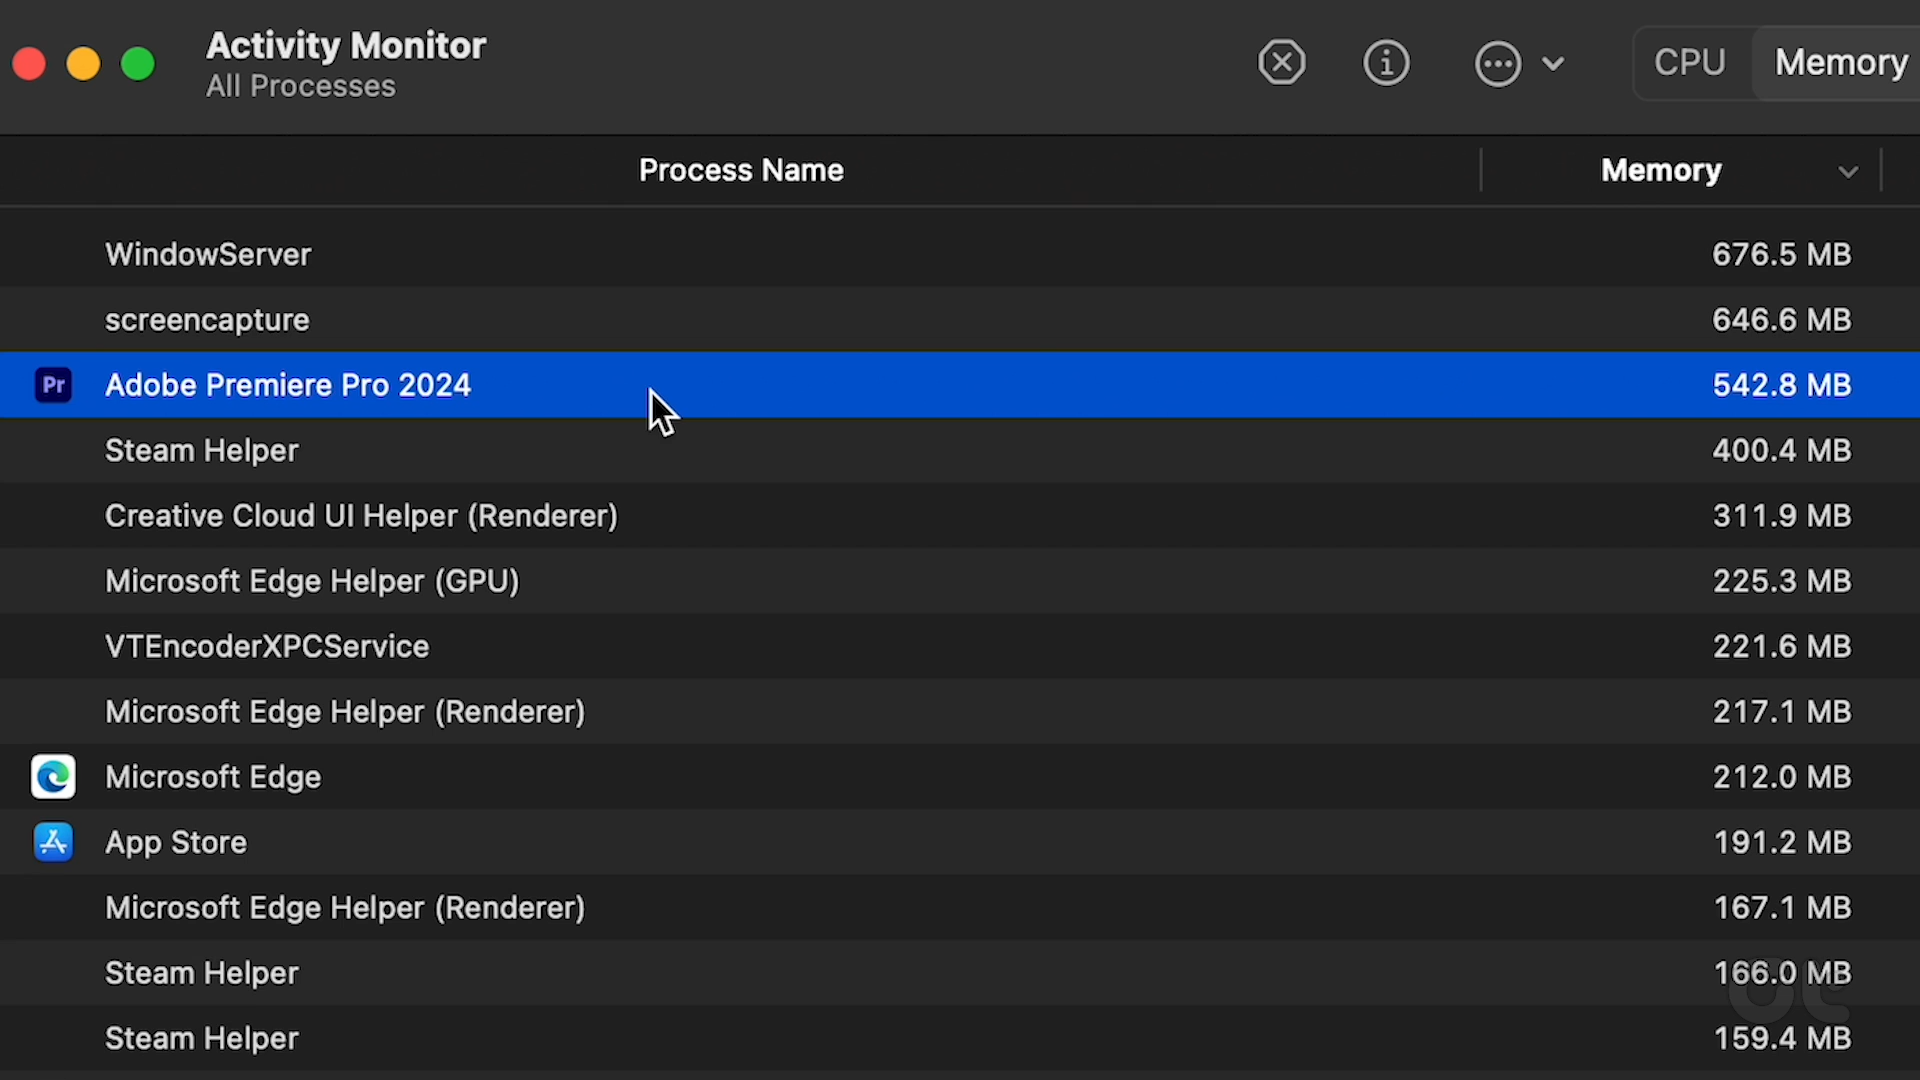 Activity Monitor
All Processes
CPU
Memory
Process Name
Memory
WindowServer 676.5 MB
screencapture 646.6 MB
Pr Adobe Premiere Pro 2024 542.8 MB
Steam Helper 400.4 MB
Creative Cloud UI Helper (Renderer) 311.9 MB
Microsoft Edge Helper (GPU) 225.3 MB
VTEncoderXPCService 221.6 MB
Microsoft Edge Helper (Renderer) 217.1 MB
Microsoft Edge 212.0 MB
App Store 191.2 MB
Microsoft Edge Helper (Renderer) 167.1 MB
Steam Helper 166.0 MB
Steam Helper 159.4 MB